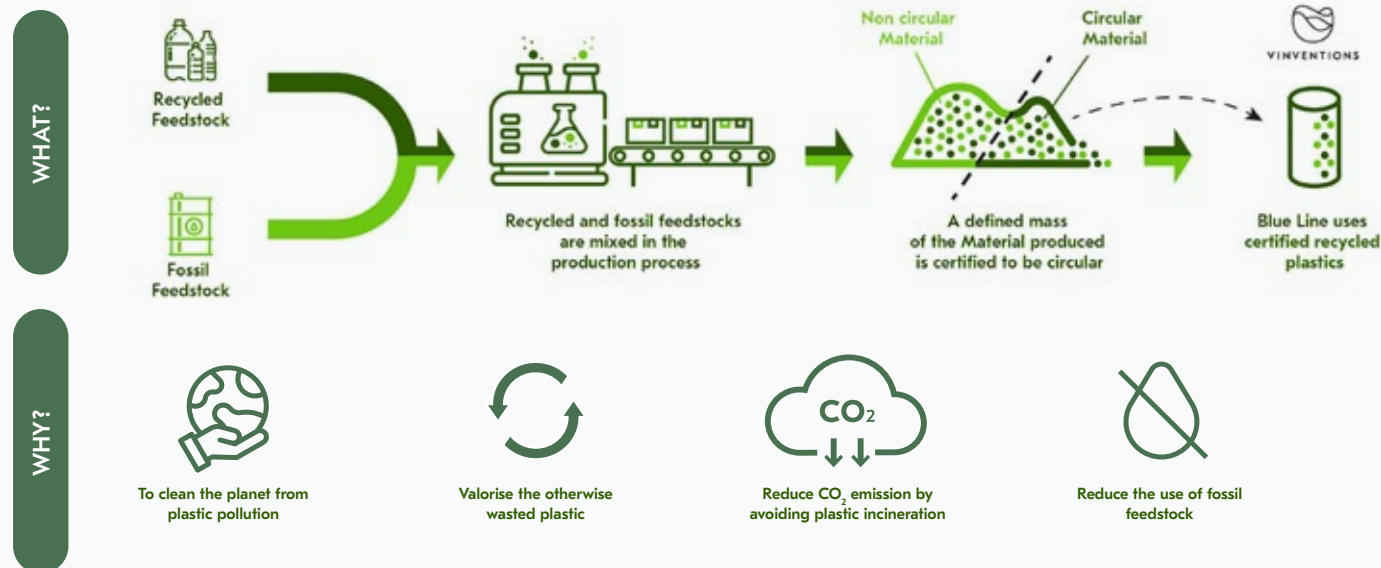 WHAT?
Recycled
Feedstock
Fossil
Feedstock
Recycled and fossil feedstocks
are mixed in the
production process
Non circular
Material
Circular
Material
A defined mass
of the Material produced
is certified to be circular
VINVENTIONS
Blue Line uses
certified recycled
plastics
WHY?
To clean the planet from
plastic pollution
Valorise the otherwise
wasted plastic
CO₂
Reduce CO₂ emission by
avoiding plastic incineration
Reduce the use of fossil
feedstock